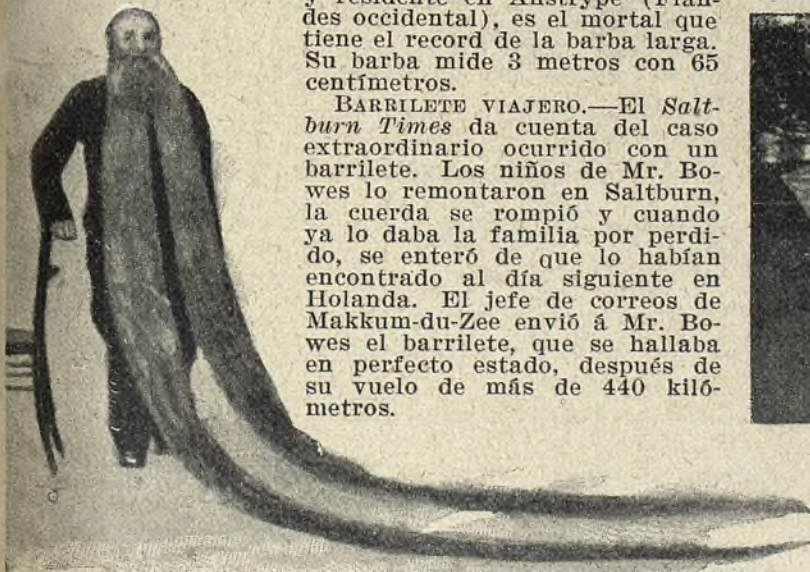 des occidental), es el mortal que
tiene el record de la barba larga.
Su barba mide 3 metros con 65
centímetros.
BARRILETE VIAJERO.—El Salt-
burn Times da cuenta del caso
extraordinario ocurrido con un
barrilete. Los niños de Mr. Bo-
wes lo remontaron en Saltburn,
la cuerda se rompió y cuando
ya lo daba la familia por perdi-
do, se enteró de que lo habían
encontrado al día siguiente en
Holanda. El jefe de correos de
Makkum-du-Zee envió á Mr. Bo-
wes el barrilete, que se hallaba
en perfecto estado, después de
su vuelo de más de 440 kiló-
metros.